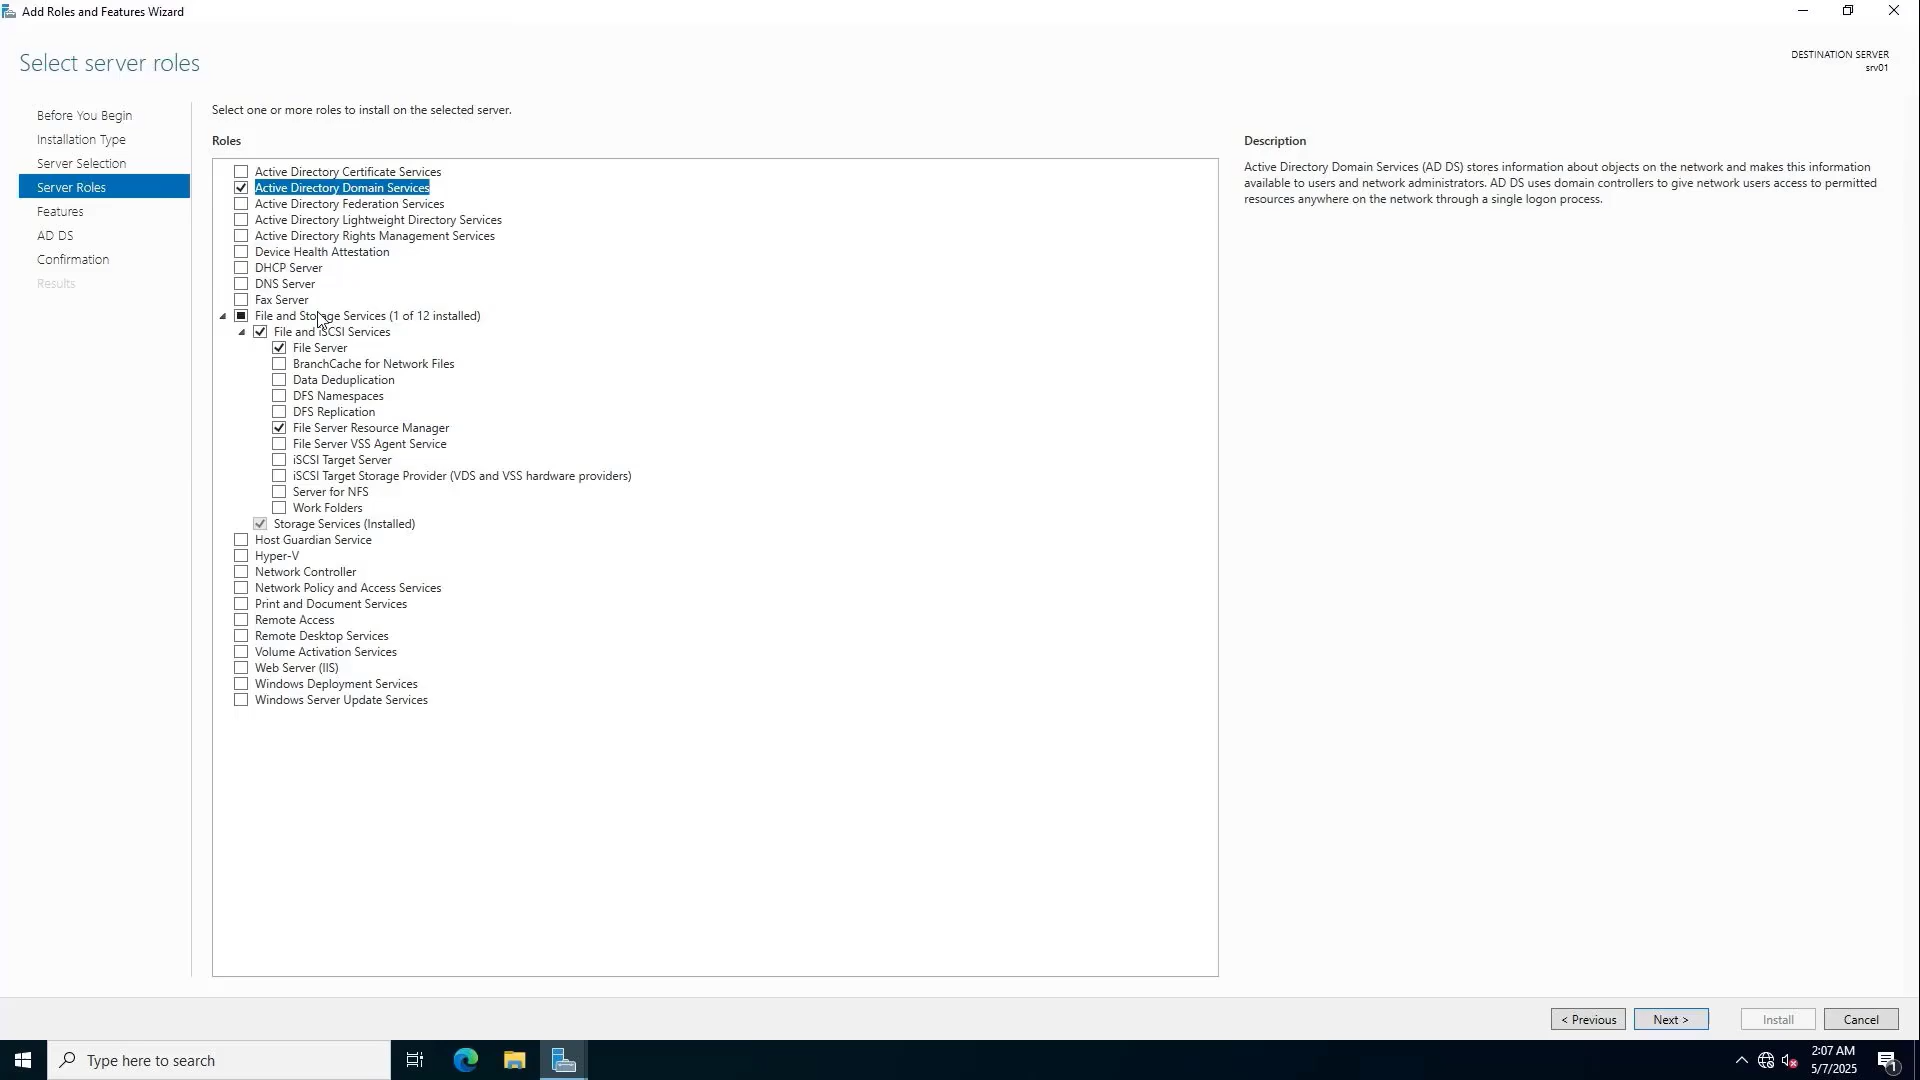 Add Roles and Features Wizard
Select server roles
DESTINATION SERVER
srv01
Before You Begin
Installation Type
Server Selection
Server Roles
Features
AD DS
Confirmation
Results
Select one or more roles to install on the selected server.
Roles
Active Directory Certificate Services
Active Directory Domain Services
Active Directory Federation Services
Active Directory Lightweight Directory Services
Active Directory Rights Management Services
Device Health Attestation
DHCP Server
DNS Server
Fax Server
File and Storage Services (1 of 12 installed)
File and iSCSI Services
File Server
BranchCache for Network Files
Data Deduplication
DFS Namespaces
DFS Replication
File Server Resource Manager
File Server VSS Agent Service
iSCSI Target Server
iSCSI Target Storage Provider (VDS and VSS hardware providers)
Server for NFS
Work Folders
Storage Services (Installed)
Host Guardian Service
Hyper-V
Network Controller
Network Policy and Access Services
Print and Document Services
Remote Access
Remote Desktop Services
Volume Activation Services
Web Server (IIS)
Windows Deployment Services
Windows Server Update Services
Description
Active Directory Domain Services (AD DS) stores information about objects on the network and makes this information
available to users and network administrators. AD DS uses domain controllers to give network users access to permitted
resources anywhere on the network through a single logon process.
< Previous
Next >
Install
Cancel
Type here to search
2:07 AM
5/7/2025
1